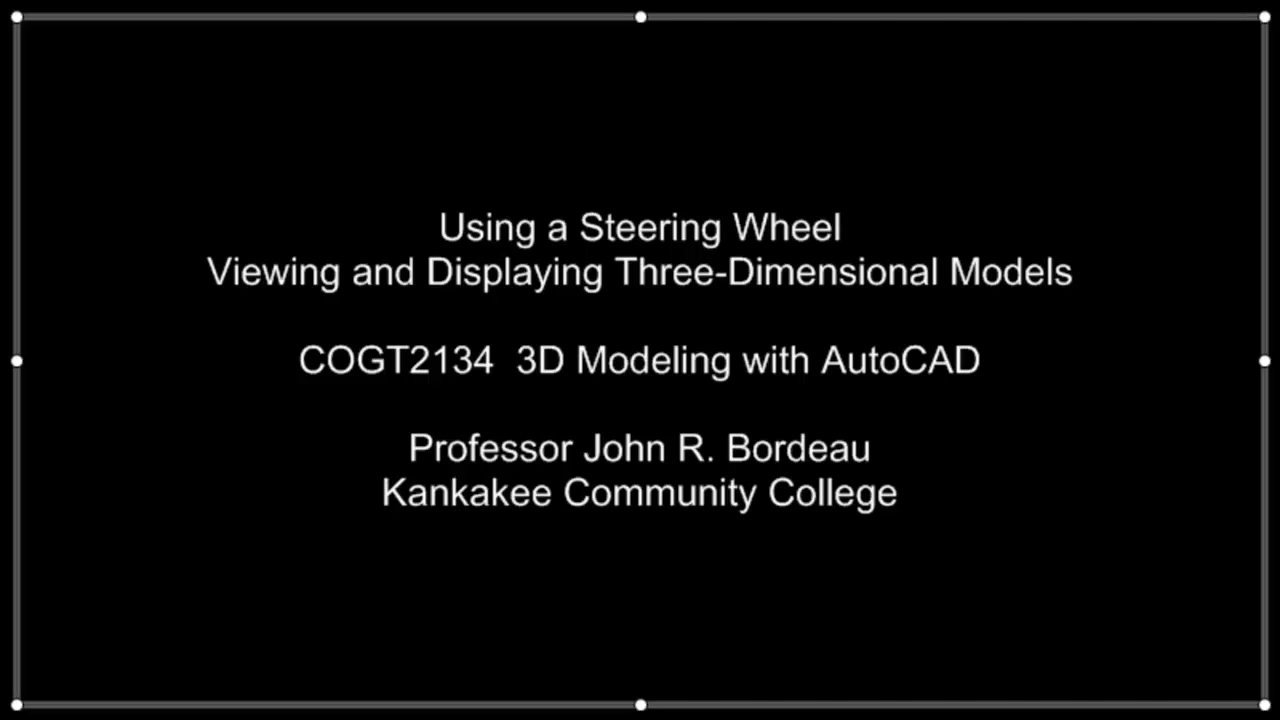 Using a Steering Wheel
Viewing and Displaying Three-Dimensional Models
COGT2134  3D Modeling with AutoCAD
Professor John R. Bordeau
Kankakee Community College